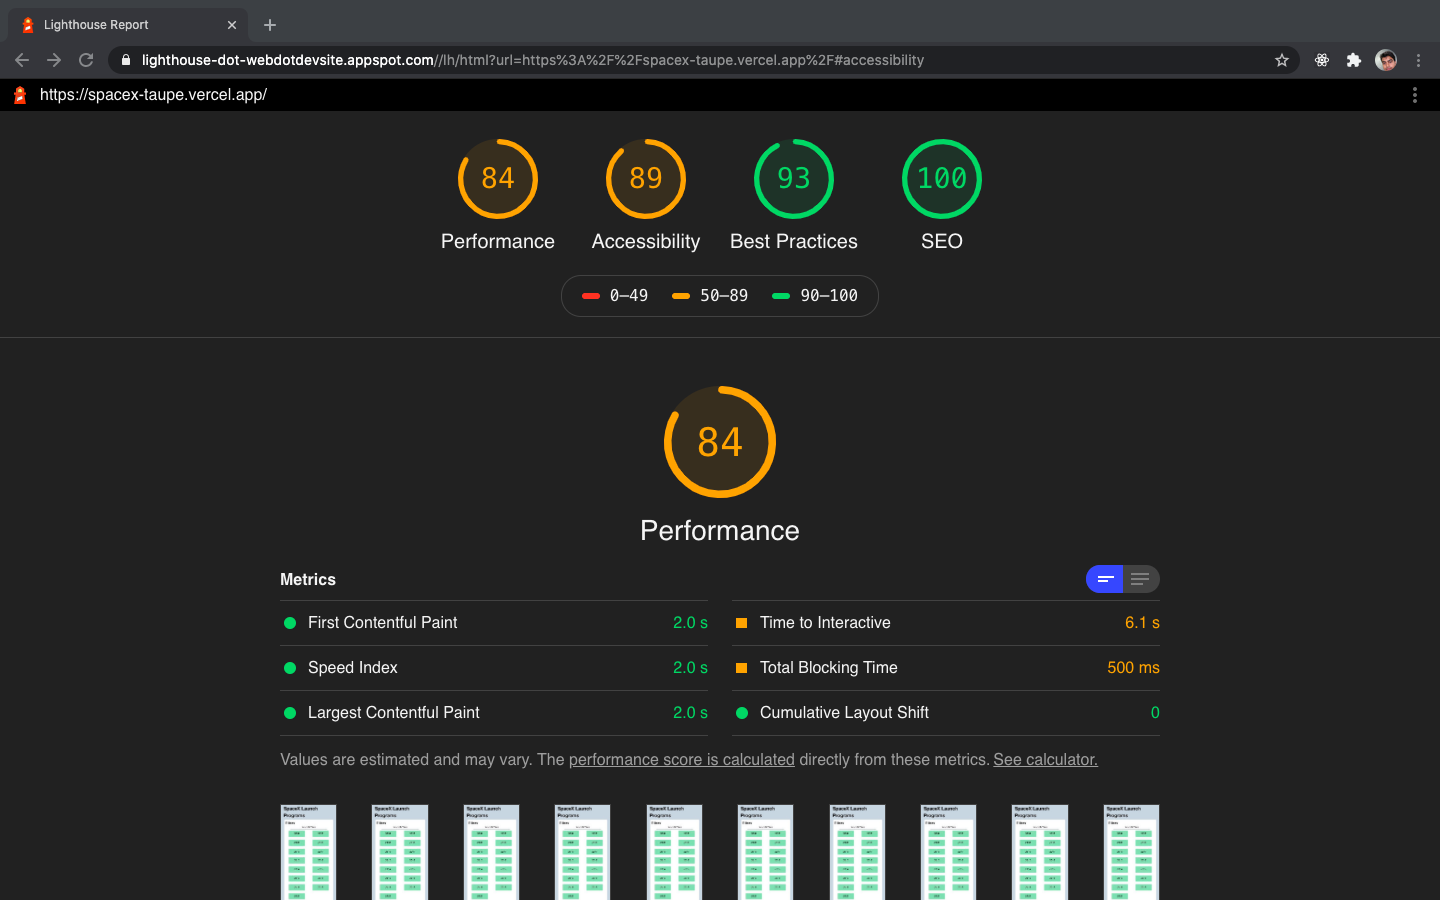 Lighthouse Report
lighthouse-dot-webdotdevsite.appspot.com//lh/html?url=https%3A%2F%2Fspacex-taupe.vercel.app%2F#accessibility
https://spacex-taupe.vercel.app/
84 89 93 100
Performance Accessibility Best Practices SEO
0–49 50–89 90–100
84
Performance
Metrics
First Contentful Paint 2.0 s Time to Interactive 6.1 s
Speed Index 2.0 s Total Blocking Time 500 ms
Largest Contentful Paint 2.0 s Cumulative Layout Shift 0
Values are estimated and may vary. The performance score is calculated directly from these metrics. See calculator.
SpaceX Launch SpaceX Launch SpaceX Launch SpaceX Launch SpaceX Launch SpaceX Launch SpaceX Launch SpaceX Launch SpaceX Launch SpaceX Launch
Programs Programs Programs Programs Programs Programs Programs Programs Programs Programs